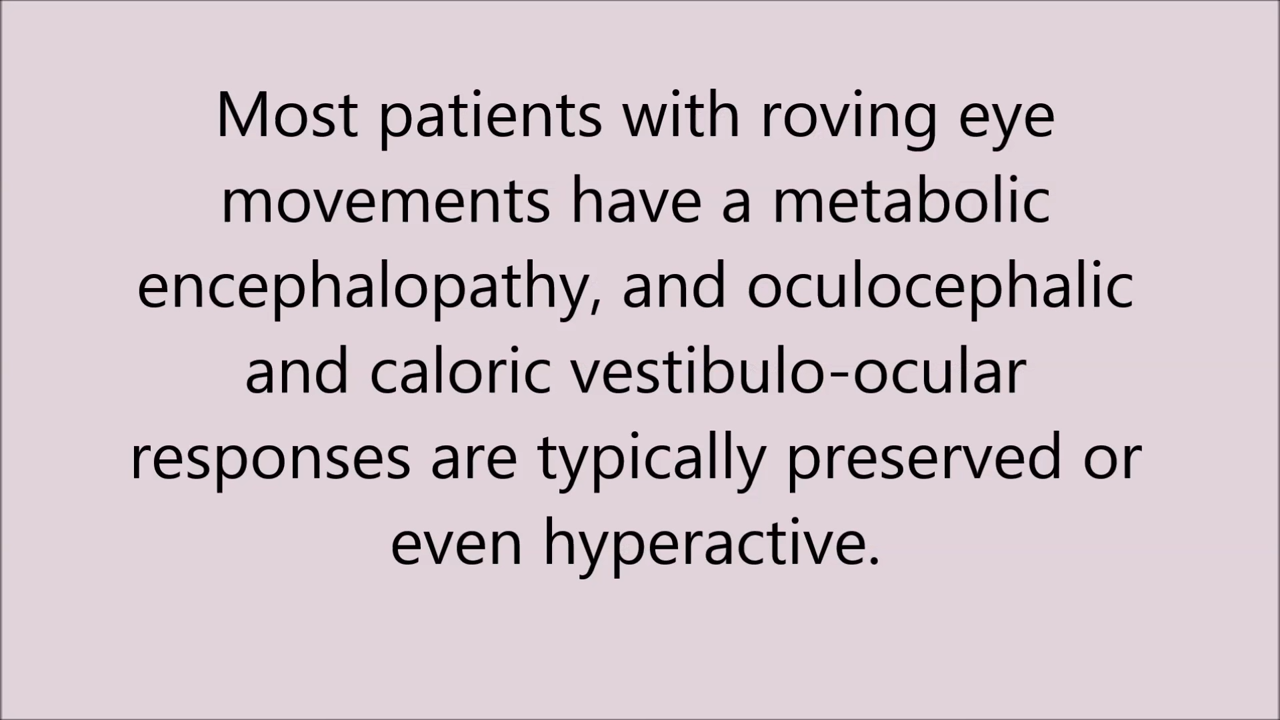 Most patients with roving eye
movements have a metabolic
encephalopathy, and oculocephalic
and caloric vestibulo-ocular
responses are typically preserved or
even hyperactive.